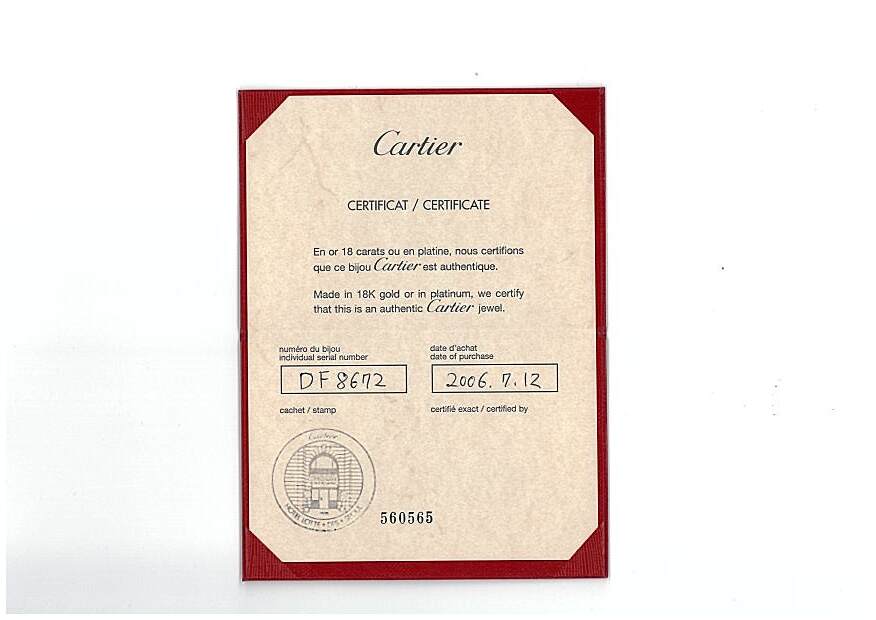 Cartier
CERTIFICAT / CERTIFICATE
En or 18 carats ou en platine, nous certifions
que ce bijou Cartier est authentique.
Made in 18K gold or in platinum, we certify
that this is an authentic Cartier jewel.
numéro du bijou
individual serial number
DF8672
date d'achat
date of purchase
2006.7.12
cachet / stamp
certifié exact / certified by
Cartier
HOTEL LOTTE • DFS •
560565